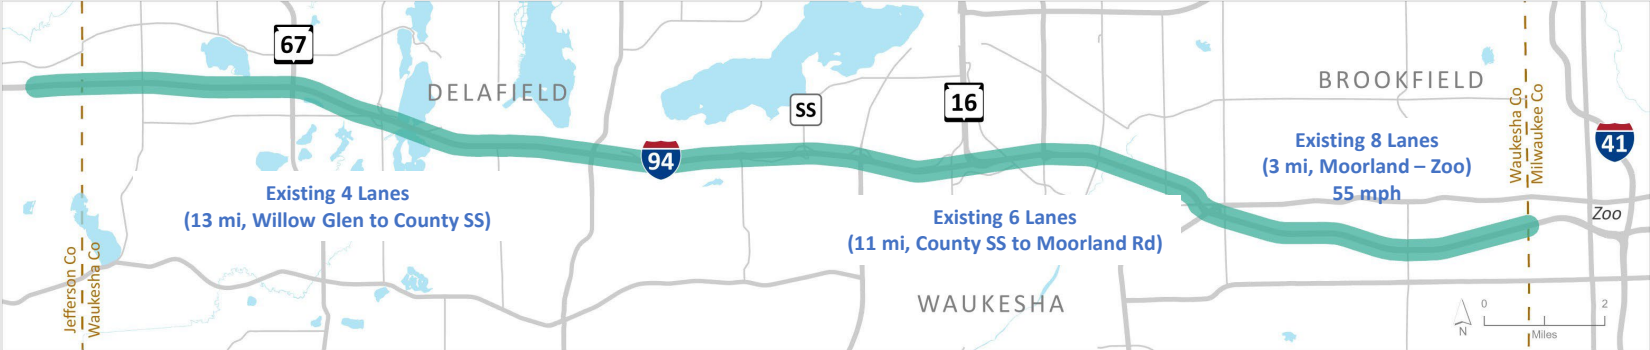 67
DELAFIELD
SS
16
BROOKFIELD
94
41
Existing 4 Lanes
(13 mi, Willow Glen to County SS)
Existing 6 Lanes
(11 mi, County SS to Moorland Rd)
Existing 8 Lanes
(3 mi, Moorland – Zoo)
55 mph
Waukesha Co
Milwaukee Co
Zoo
Jefferson Co
Waukesha Co
WAUKESHA
N
0 2
Miles